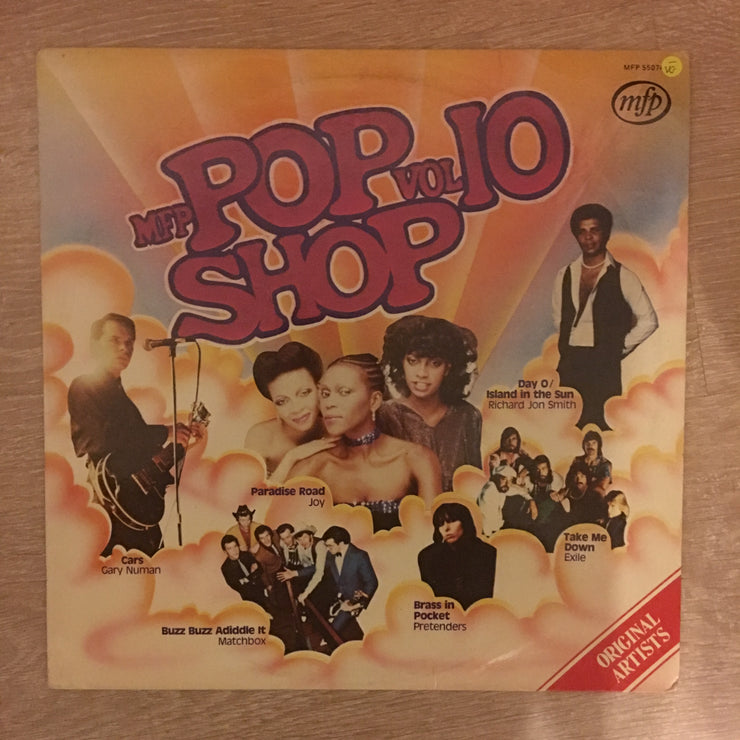 MFP 5507
VG
mfp
MFP POP VOL 10
SHOP
Day O/
Island in the Sun
Richard Jon Smith
Paradise Road
Joy
Cars
Gary Numan
Take Me
Down
Exile
Brass in
Pocket
Pretenders
Buzz Buzz Adiddle It
Matchbox
ORIGINAL
ARTISTS